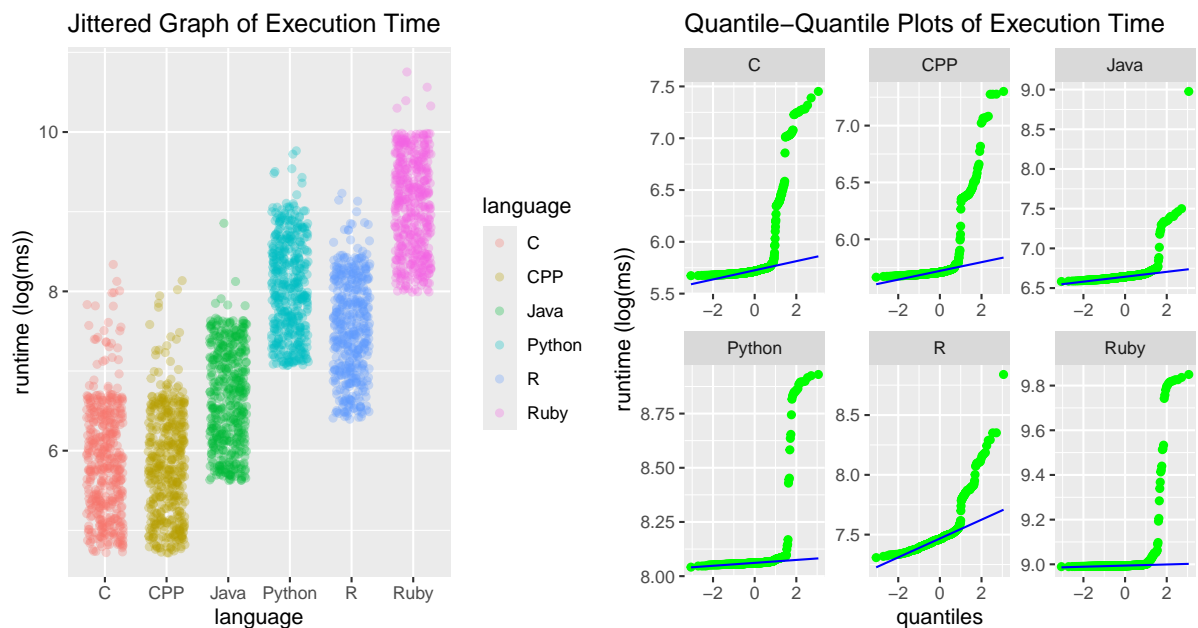 Jittered Graph of Execution Time
runtime (log(ms))
10
8
6
C CPP Java Python R Ruby
language
language
C
CPP
Java
Python
R
Ruby
Quantile−Quantile Plots of Execution Time
runtime (log(ms))
C
7.5
7.0
6.5
6.0
5.5
−2 0 2
CPP
7.0
6.5
6.0
−2 0 2
Java
9.0
8.5
8.0
7.5
7.0
6.5
−2 0 2
Python
8.75
8.50
8.25
8.00
−2 0 2
R
8.5
8.0
7.5
−2 0 2
Ruby
9.8
9.6
9.4
9.2
9.0
−2 0 2
quantiles